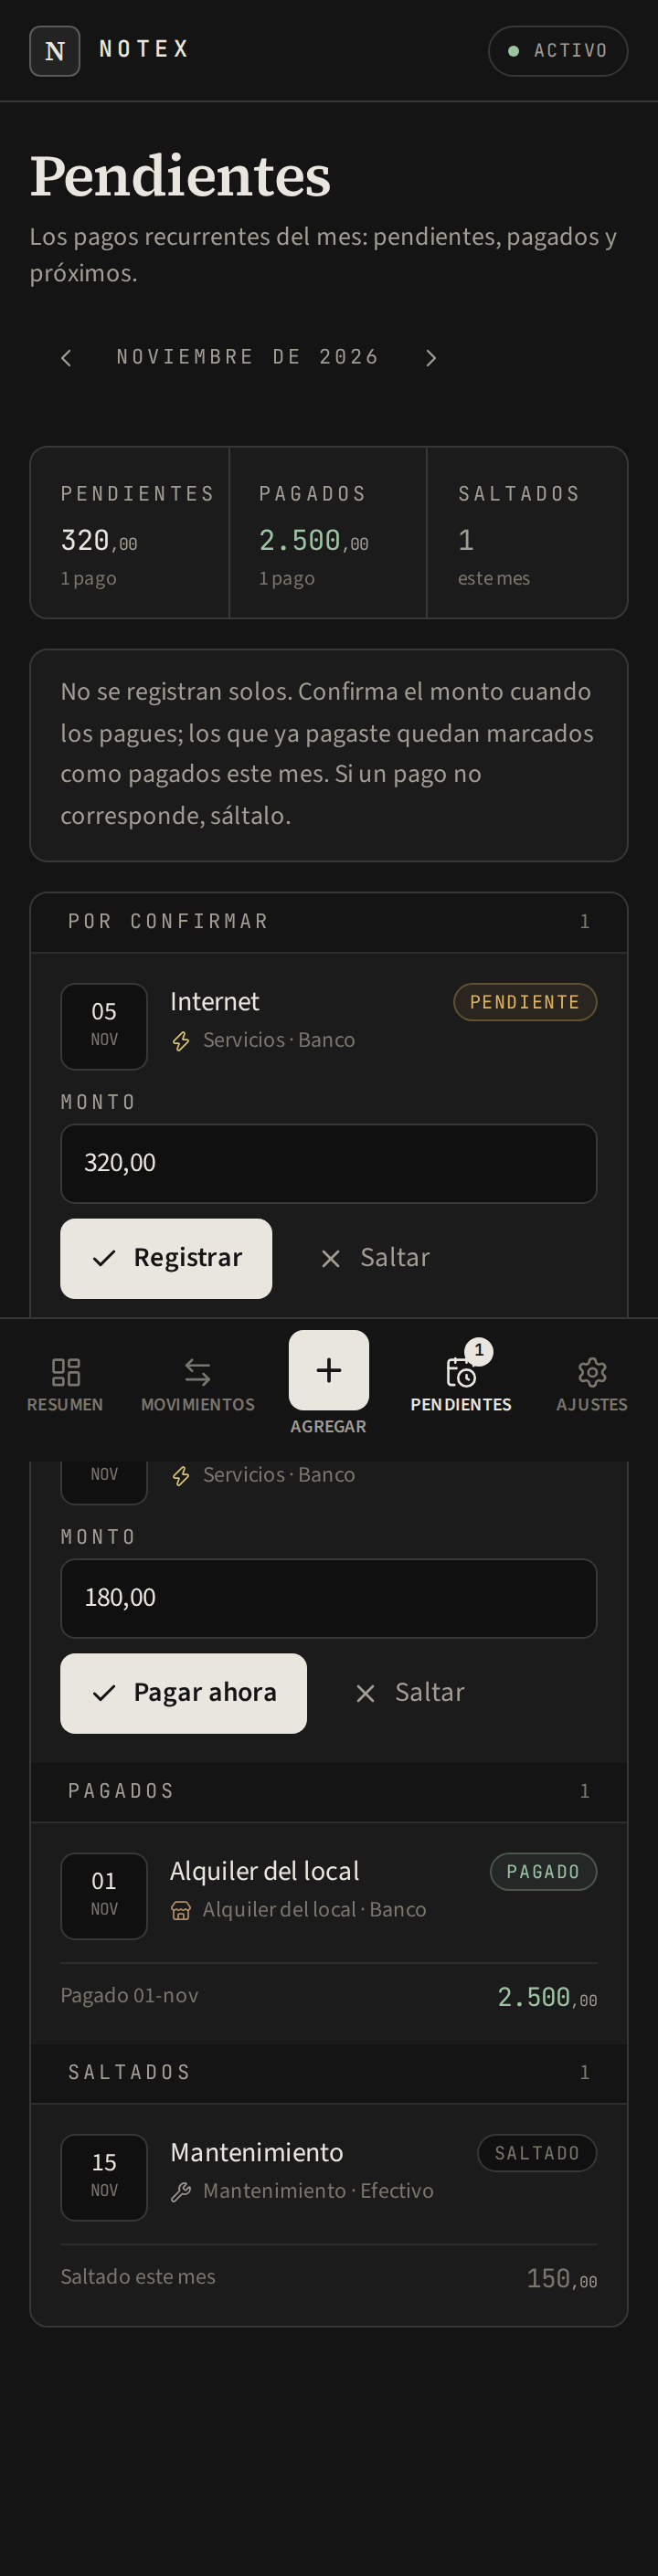 N NOTEX
ACTIVO
Pendientes
Los pagos recurrentes del mes: pendientes, pagados y
próximos.
NOVIEMBRE DE 2026
PENDIENTES
320,00
1 pago
PAGADOS
2.500,00
1 pago
SALTADOS
1
este mes
No se registran solos. Confirma el monto cuando
los pagues; los que ya pagaste quedan marcados
como pagados este mes. Si un pago no
corresponde, sáltalo.
POR CONFIRMAR 1
05
NOV
Internet
PENDIENTE
Servicios · Banco
MONTO
320,00
Registrar
Saltar
RESUMEN
MOVIMIENTOS
AGREGAR
1
PENDIENTES
AJUSTES
NOV
Servicios · Banco
MONTO
180,00
Pagar ahora
Saltar
PAGADOS 1
01
NOV
Alquiler del local
PAGADO
Alquiler del local · Banco
Pagado 01-nov
2.500,00
SALTADOS 1
15
NOV
Mantenimiento
SALTADO
Mantenimiento · Efectivo
Saltado este mes
150,00